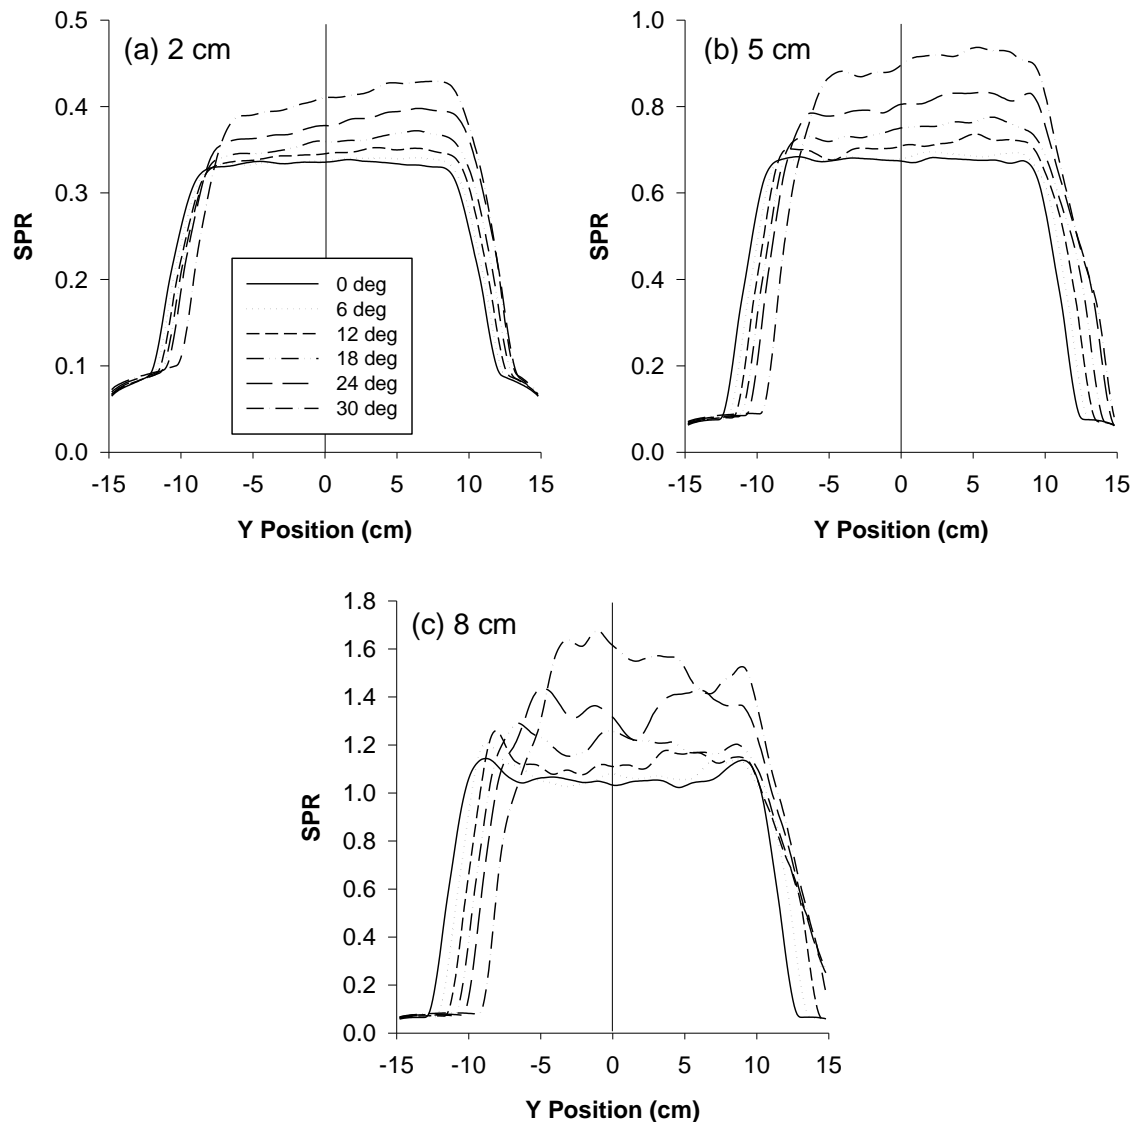 (a) 2 cm
0.5
0.4
0.3
0.2
0.1
0.0
SPR
0 deg
6 deg
12 deg
18 deg
24 deg
30 deg
-15 -10 -5 0 5 10 15
Y Position (cm)
(b) 5 cm
1.0
0.8
0.6
0.4
0.2
0.0
SPR
-15 -10 -5 0 5 10 15
Y Position (cm)
(c) 8 cm
1.8
1.6
1.4
1.2
1.0
0.8
0.6
0.4
0.2
0.0
SPR
-15 -10 -5 0 5 10 15
Y Position (cm)